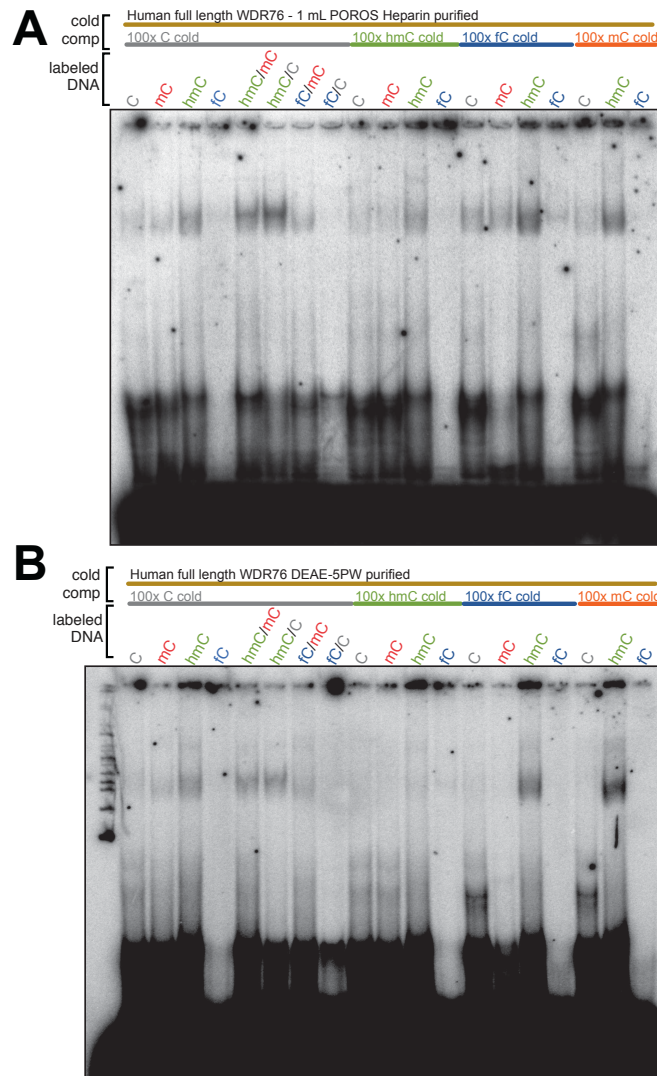 A
cold comp
Human full length WDR76 - 1 mL POROS Heparin purified
100x C cold 100x hmC cold 100x fC cold 100x mC cold
labeled DNA
C mC hmC fC hmC/mC hmC/C fC/mC fC/C C mC hmC fC C mC hmC fC C hmC fC
B
cold comp
Human full length WDR76 DEAE-5PW purified
100x C cold 100x hmC cold 100x fC cold 100x mC cold
labeled DNA
C mC hmC fC hmC/mC hmC/C fC/mC fC/C C mC hmC fC C mC hmC fC C hmC fC